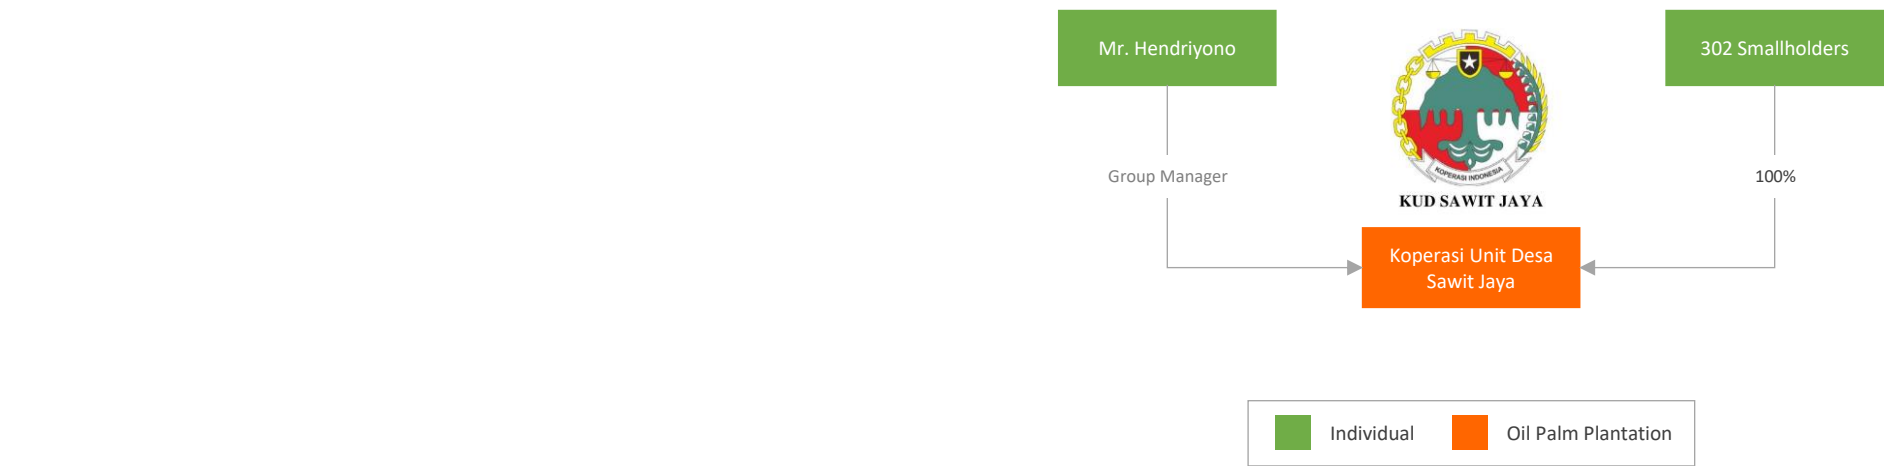 Mr. Hendriyono
302 Smallholders
KOPERASI INDONESIA
Group Manager
100%
KUD SAWIT JAYA
Koperasi Unit Desa
Sawit Jaya
Individual
Oil Palm Plantation